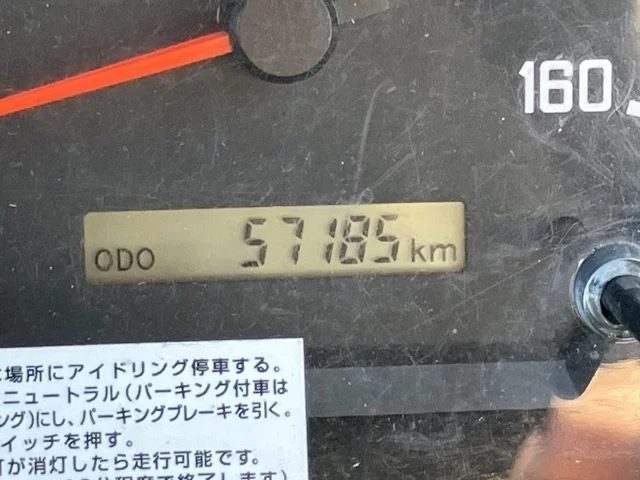 160
ODO 57185 km
場所にアイドリング停車する。
ニュートラル(パーキング付車は
ング)にし、パーキングブレーキを引く。
イッチを押す。
が消灯したら走行可能です。